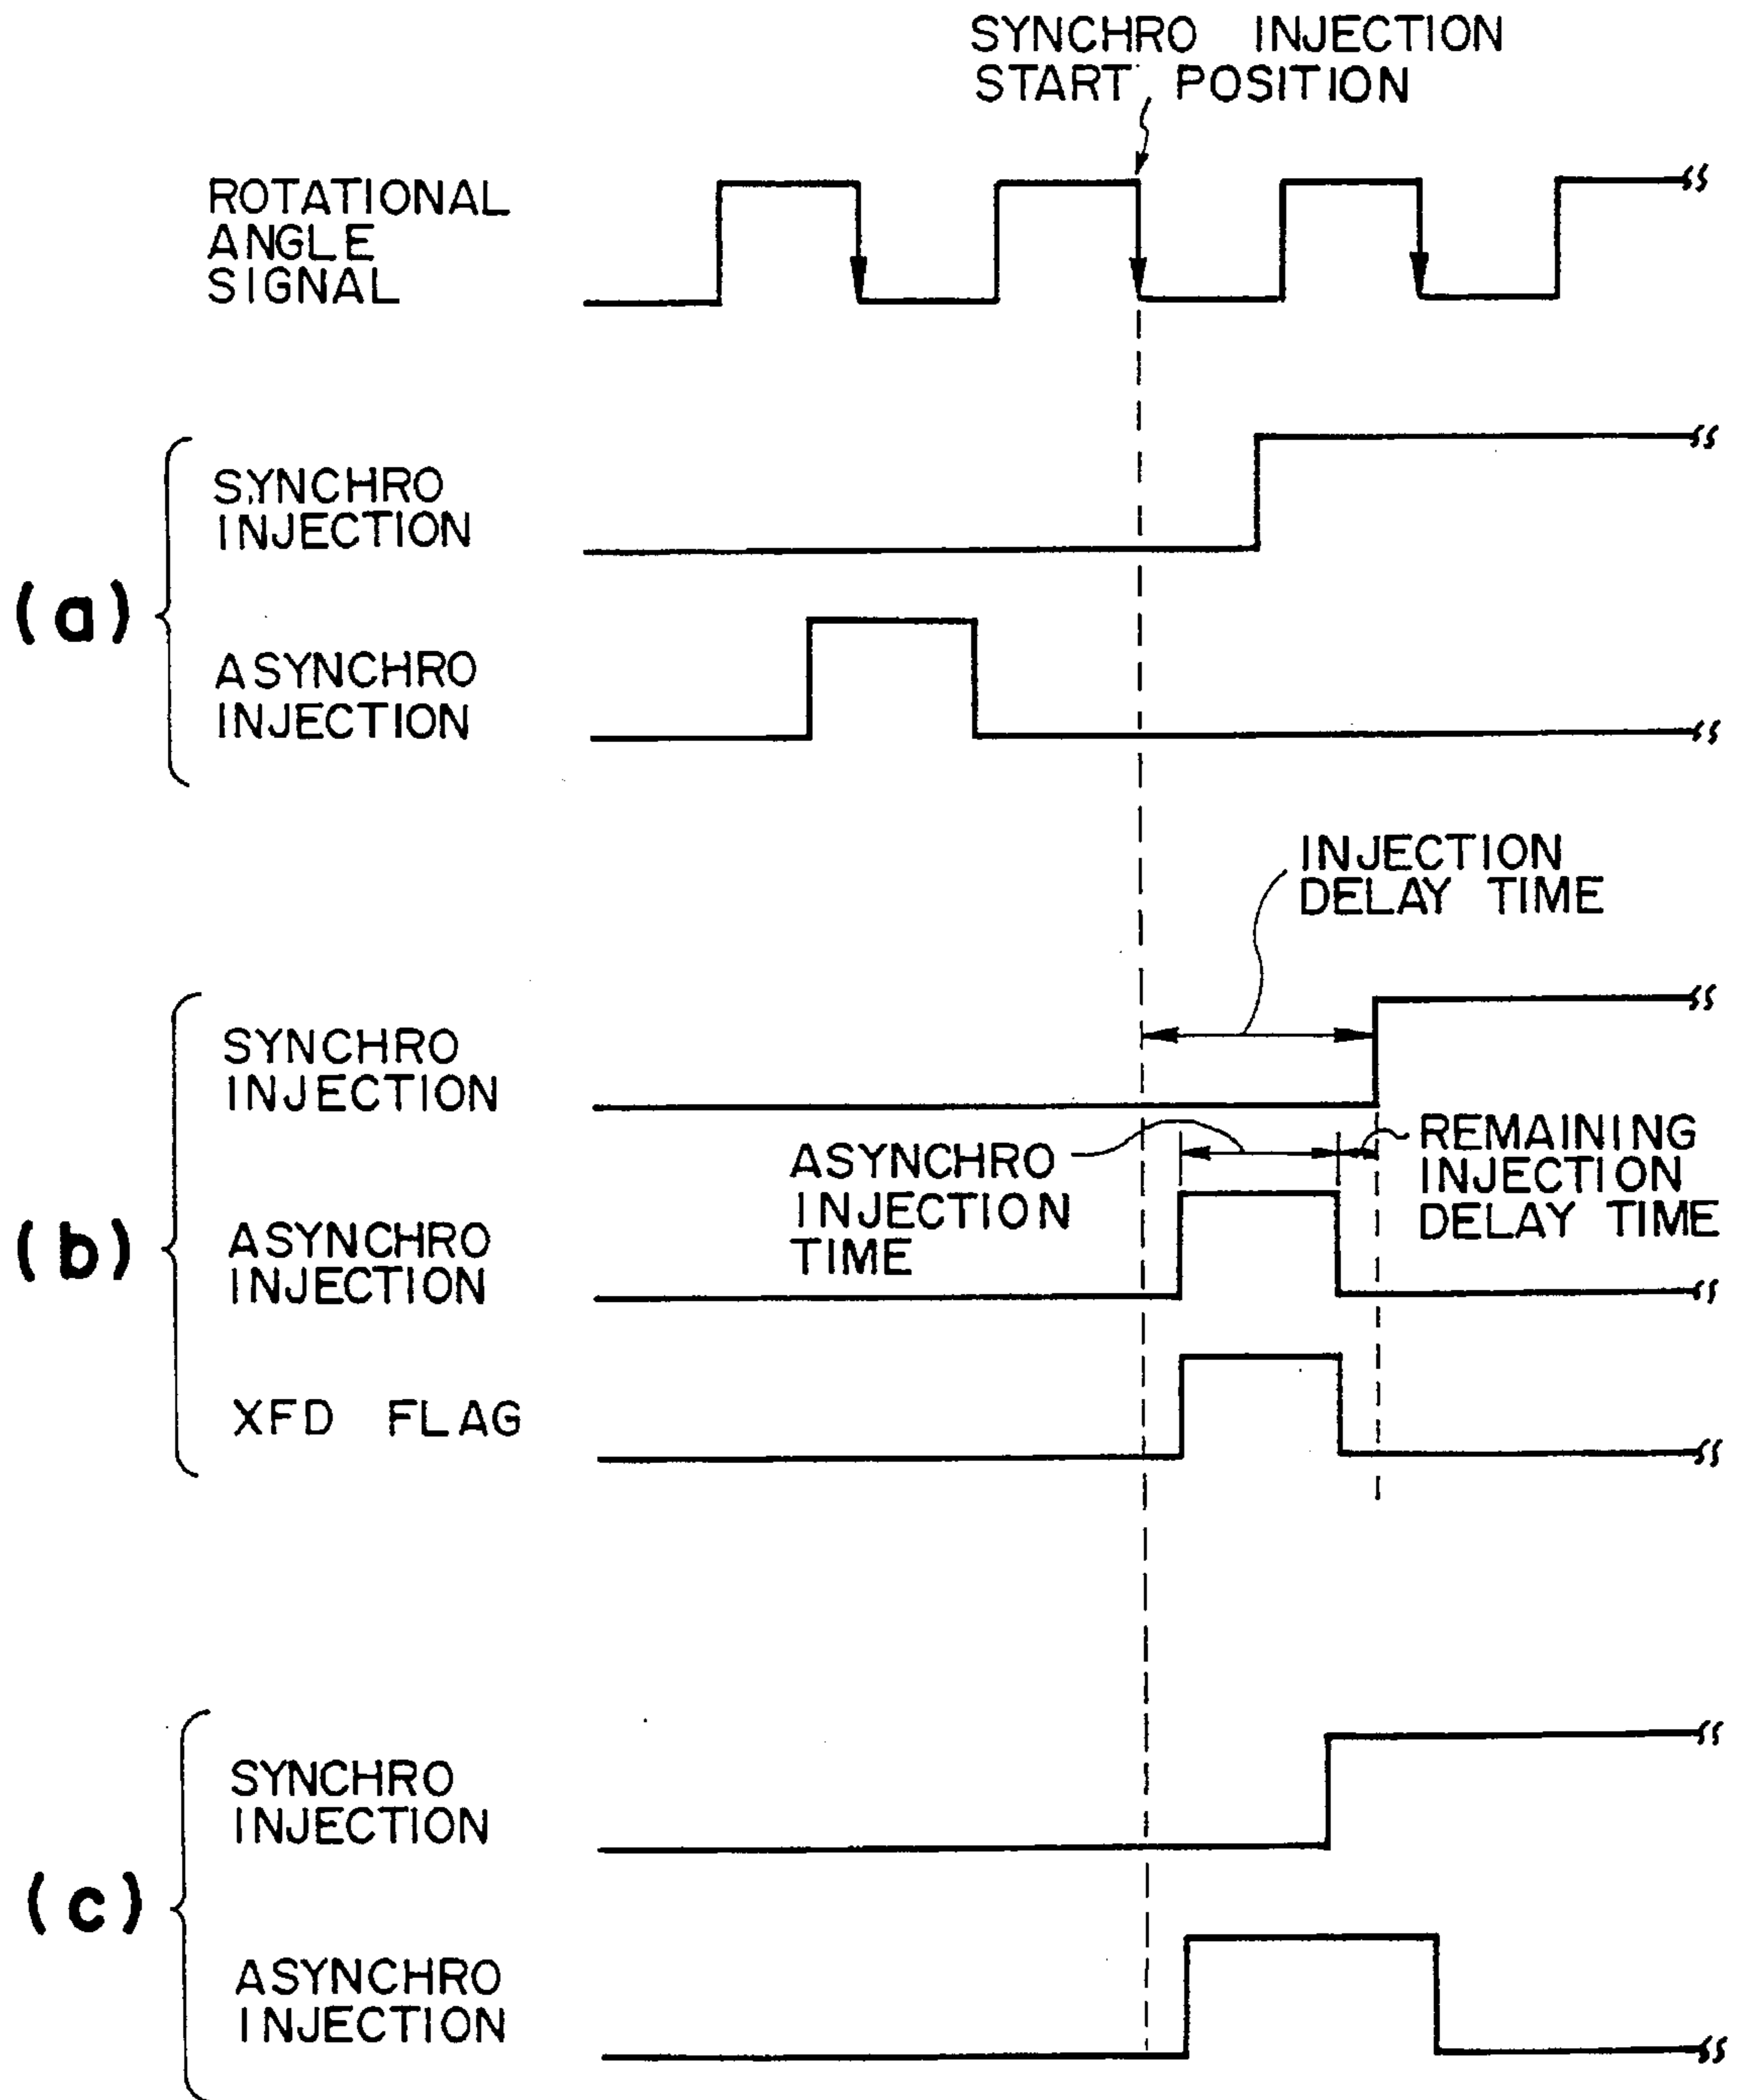 SYNCHRO INJECTION
START POSITION
ROTATIONAL
ANGLE
SIGNAL
(a)
SYNCHRO
INJECTION
ASYNCHRO
INJECTION
INJECTION
DELAY TIME
(b)
SYNCHRO
INJECTION
ASYNCHRO
INJECTION
TIME
REMAINING
INJECTION
DELAY TIME
ASYNCHRO
INJECTION
XFD FLAG
(c)
SYNCHRO
INJECTION
ASYNCHRO
INJECTION